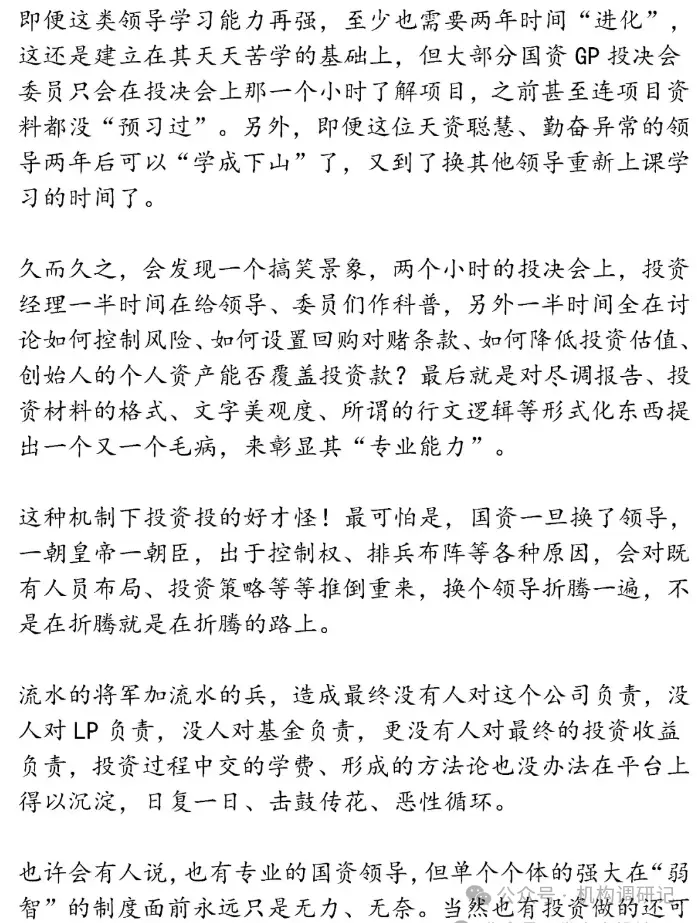 即便这类领导学习能力再强，至少也需要两年时间“进化”，
这还是建立在其天天苦学的基础上，但大部分国资 GP 投决会
委员只会在投决会上那一个小时了解项目，之前甚至连项目资
料都没“预习过”。另外，即便这位天资聪慧、勤奋异常的领
导两年后可以“学成下山”了，又到了换其他领导重新上课学
习的时间了。
久而久之，会发现一个搞笑景象，两个小时的投决会上，投资
经理一半时间在给领导、委员们作科普，另外一半时间全在讨
论如何控制风险、如何设置回购对赌条款、如何降低投资估值、
创始人的个人资产能否覆盖投资款？最后就是对尽调报告、投
资材料的格式、文字美观度、所谓的行文逻辑等形式化东西提
出一个又一个毛病，来彰显其“专业能力”。
这种机制下投资投的好才怪！最可怕是，国资一旦换了领导，
一朝皇帝一朝臣，出于控制权、排兵布阵等各种原因，会对既
有人员布局、投资策略等等推倒重来，换个领导折腾一遍，不
是在折腾就是在折腾的路上。
流水的将军加流水的兵，造成最终没有人对这个公司负责，没
人对 LP 负责，没人对基金负责，更没有人对最终的投资收益
负责，投资过程中交的学费、形成的方法论也没办法在平台上
得以沉淀，日复一日、击鼓传花、恶性循环。
也许会有人说，也有专业的国资领导，但单个个体的强大在“弱
智”的制度面前永远只是无力、无奈。当然也有投资做的还可
公众号·机构调研记